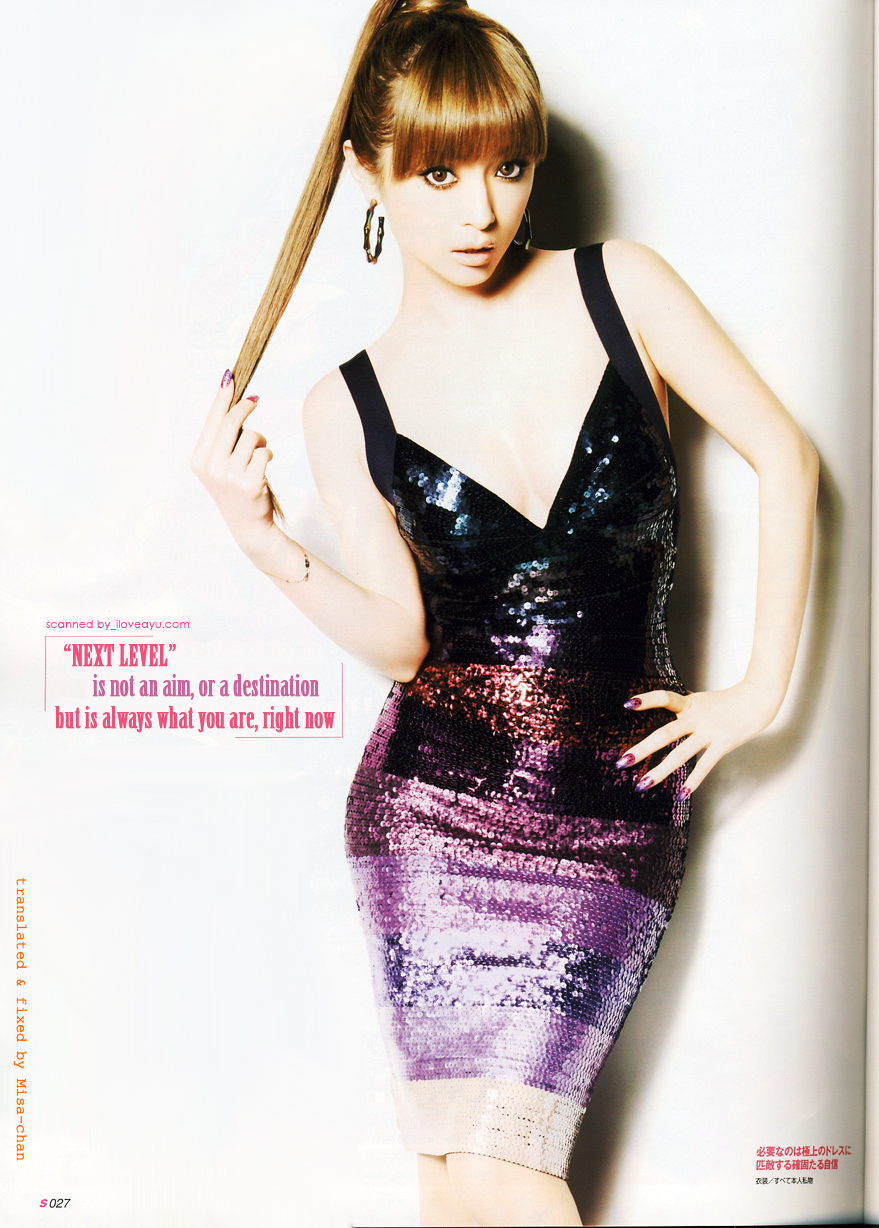 scanned by_iloveayu.com
“NEXT LEVEL”
is not an aim, or a destination
but is always what you are, right now
translated & fixed by Misa-chan
必要なのは極上のドレスに
匹敵する確固たる自信
衣装／すべて本人私物
S 027